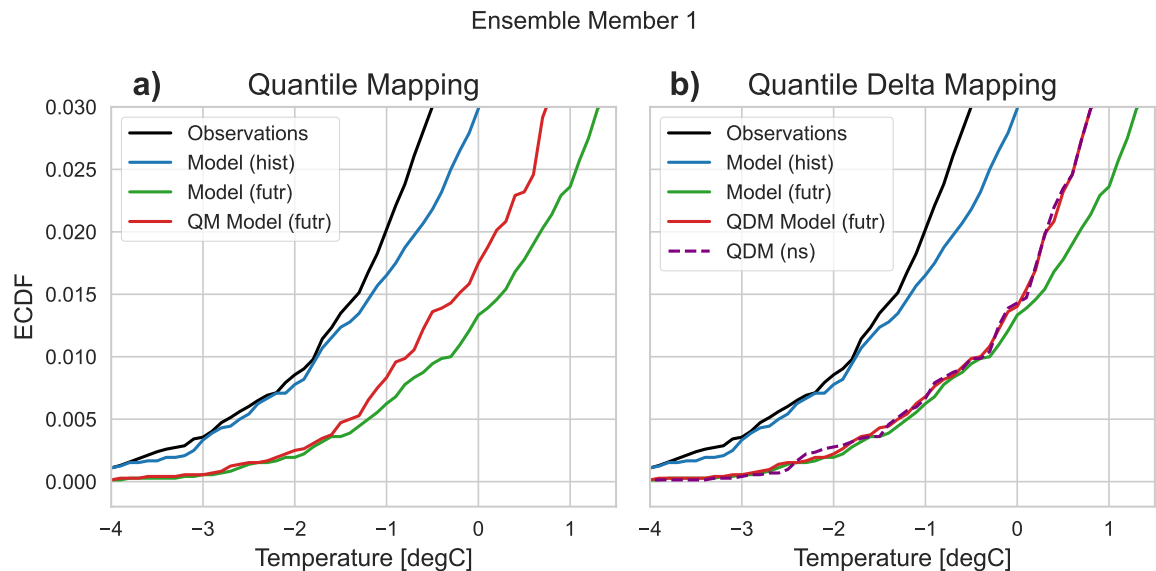 Ensemble Member 1
a) Quantile Mapping
0.030
0.025
0.020
0.015
0.010
0.005
0.000
ECDF
Observations
Model (hist)
Model (futr)
QM Model (futr)
−4 −3 −2 −1 0 1
Temperature [degC]
b) Quantile Delta Mapping
Observations
Model (hist)
Model (futr)
QDM Model (futr)
QDM (ns)
−4 −3 −2 −1 0 1
Temperature [degC]